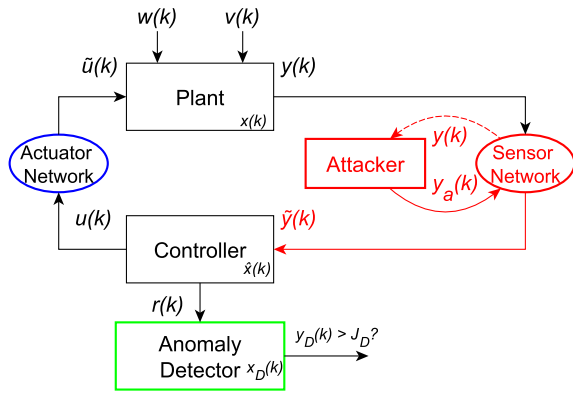 w(k)
v(k)
ũ(k)
y(k)
Plant
x(k)
Actuator
Network
Attacker
y(k)
y_a(k)
Sensor
Network
u(k)
ỹ(k)
Controller
x̂(k)
r(k)
Anomaly
Detector x_D(k)
y_D(k) > J_D?